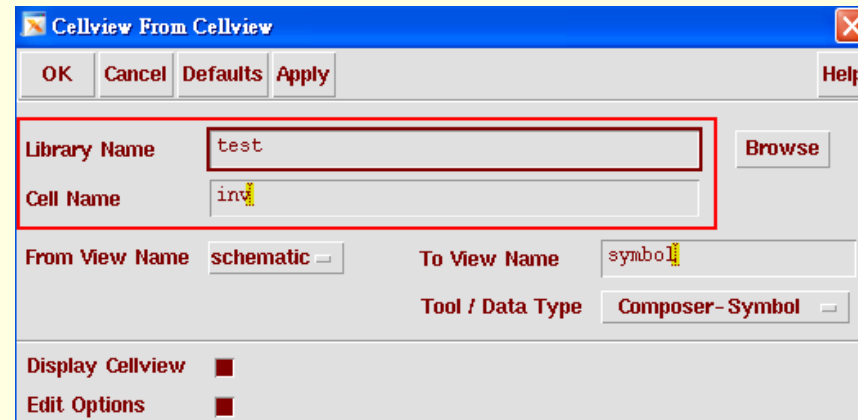 Cellview From Cellview
OK Cancel Defaults Apply Help
Library Name test Browse
Cell Name inv
From View Name schematic To View Name symbol
Tool / Data Type Composer-Symbol
Display Cellview
Edit Options